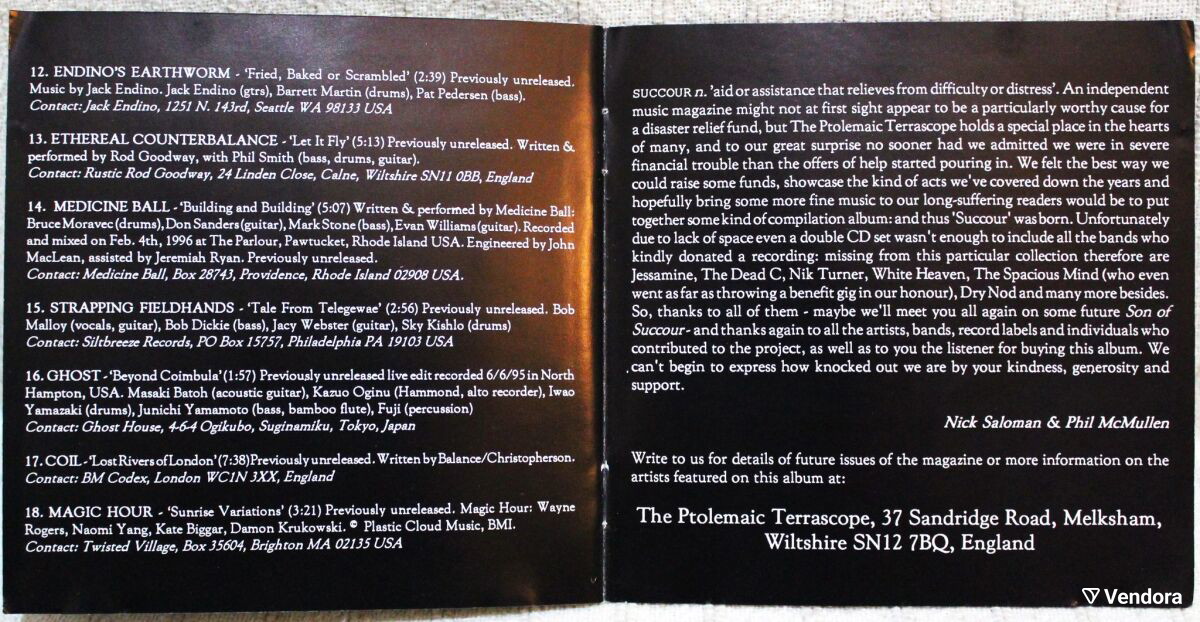 12. ENDINO'S EARTHWORM - 'Fried, Baked or Scrambled' (2:39) Previously unreleased.
Music by Jack Endino. Jack Endino (gtrs), Barrett Martin (drums), Pat Pedersen (bass).
Contact: Jack Endino, 1251 N. 143rd, Seattle WA 98133 USA
13. ETHEREAL COUNTERBALANCE - 'Let It Fly' (5:13) Previously unreleased. Written &
performed by Rod Goodway, with Phil Smith (bass, drums, guitar).
Contact: Rustic Rod Goodway, 24 Linden Close, Calne, Wiltshire SN11 0BB, England
14. MEDICINE BALL - 'Building and Building' (5:07) Written & performed by Medicine Ball:
Bruce Moravec (drums), Don Sanders (guitar), Mark Stone (bass), Evan Williams (guitar). Recorded
and mixed on Feb. 4th, 1996 at The Parlour, Pawtucket, Rhode Island USA. Engineered by John
MacLean, assisted by Jeremiah Ryan. Previously unreleased.
Contact: Medicine Ball, Box 28743, Providence, Rhode Island 02908 USA.
15. STRAPPING FIELDHANDS - 'Tale From Telegewae' (2:56) Previously unreleased. Bob
Malloy (vocals, guitar), Bob Dickie (bass), Jacy Webster (guitar), Sky Kishlo (drums)
Contact: Siltbreeze Records, PO Box 15757, Philadelphia PA 19103 USA
16. GHOST - 'Beyond Coimbula' (1:57) Previously unreleased live edit recorded 6/6/95 in North
Hampton, USA. Masaki Batoh (acoustic guitar), Kazuo Oginu (Hammond, alto recorder), Iwao
Yamazaki (drums), Junichi Yamamoto (bass, bamboo flute), Fuji (percussion)
Contact: Ghost House, 4-6-4 Ogikubo, Suginamiku, Tokyo, Japan
17. COIL - 'Lost Rivers of London' (7:38) Previously unreleased. Written by Balance/Christopherson.
Contact: BM Codex, London WC1N 3XX, England
18. MAGIC HOUR - 'Sunrise Variations' (3:21) Previously unreleased. Magic Hour: Wayne
Rogers, Naomi Yang, Kate Biggar, Damon Krukowski. © Plastic Cloud Music, BMI.
Contact: Twisted Village, Box 35604, Brighton MA 02135 USA
SUCCOUR n. 'aid or assistance that relieves from difficulty or distress'. An independent
music magazine might not at first sight appear to be a particularly worthy cause for
a disaster relief fund, but The Ptolemaic Terrascope holds a special place in the hearts
of many, and to our great surprise no sooner had we admitted we were in severe
financial trouble than the offers of help started pouring in. We felt the best way we
could raise some funds, showcase the kind of acts we've covered down the years and
hopefully bring some more fine music to our long-suffering readers would be to put
together some kind of compilation album: and thus 'Succour' was born. Unfortunately
due to lack of space even a double CD set wasn't enough to include all the bands who
kindly donated a recording: missing from this particular collection therefore are
Jessamine, The Dead C, Nik Turner, White Heaven, The Spacious Mind (who even
went as far as throwing a benefit gig in our honour), Dry Nod and many more besides.
So, thanks to all of them - maybe we'll meet you all again on some future Son of
Succour - and thanks again to all the artists, bands, record labels and individuals who
contributed to the project, as well as to you the listener for buying this album. We
can't begin to express how knocked out we are by your kindness, generosity and
support.
Nick Saloman & Phil McMullen
Write to us for details of future issues of the magazine or more information on the
artists featured on this album at:
The Ptolemaic Terrascope, 37 Sandridge Road, Melksham,
Wiltshire SN12 7BQ, England
Vendora